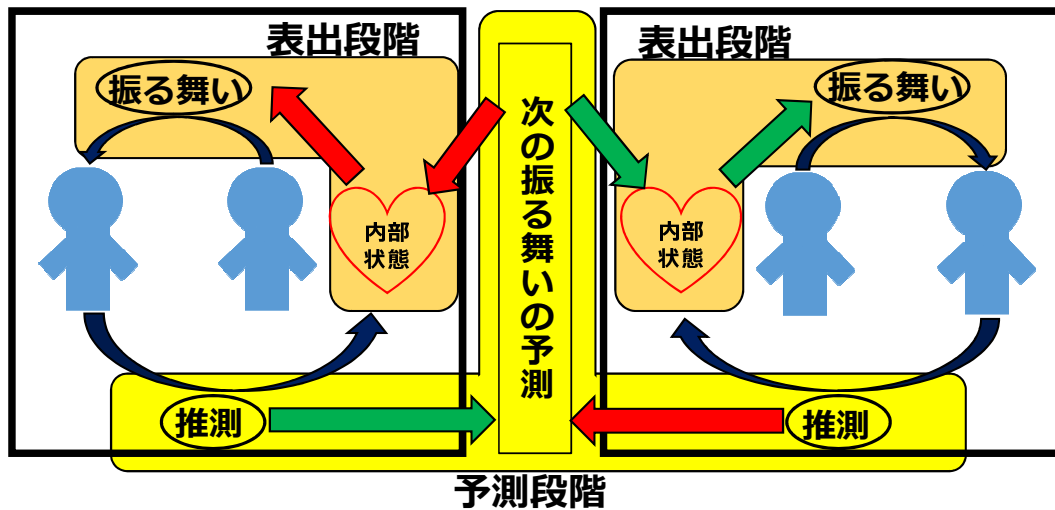 表出段階
表出段階
振る舞い
振る舞い
次の振る舞いの予測
内部
状態
内部
状態
推測
推測
予測段階